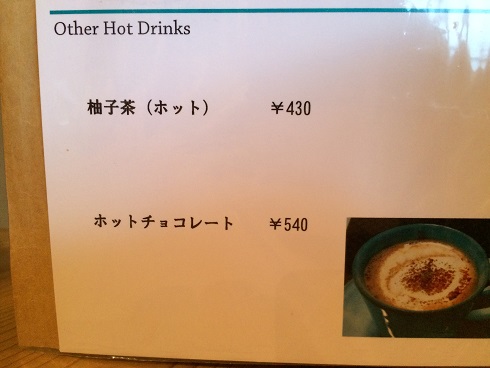 Other Hot Drinks
柚子茶（ホット） ￥430
ホットチョコレート ￥540